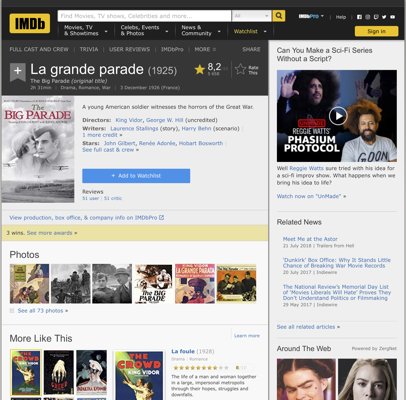 IMDb
Find Movies, TV shows, Celebrities and more...
All
Movies, TV
& Showtimes
Celebs, Events
& Photos
News &
Community
Watchlist
IMDbPro
Help
Sign in
FULL CAST AND CREW | TRIVIA | USER REVIEWS | IMDbPro | MORE
SHARE
La grande parade (1925)
The Big Parade (original title)
2h 31min | Drama, Romance, War | 3 December 1926 (France)
8,2
Rate
This
The
BIG PARADE
A young American soldier witnesses the horrors of the Great War.
Directors: King Vidor, George W. Hill (uncredited)
Writers: Laurence Stallings (story), Harry Behn (scenario) |
1 more credit »
Stars: John Gilbert, Renée Adorée, Hobart Bosworth |
See full cast & crew »
+ Add to Watchlist
Reviews
51 user | 51 critic
View production, box office, & company info on IMDbPro
3 wins. See more awards »
Photos
See all 73 photos »
More Like This
Learn more
THE
CROWD
KING VIDOR
La foule (1928)
Drama | Romance
The life of a man and woman together
in a large, impersonal metropolis
through their hopes, struggles and
downfalls.
Can You Make a Sci-Fi Series
Without a Script?
REGGIE WATTS'
PHASIUM
PROTOCOL
Well Reggie Watts sure tried with his idea for
a sci-fi improv show. What happens when we
bring his idea to life?
Watch now on "UnMade" »
Related News
Meet Me at the Astor
21 July 2018 | Trailers from Hell
'Dunkirk' Box Office: Why It Stands Little
Chance of Breaking War Movie Records
20 July 2017 | Indiewire
The National Review's Memorial Day List
of "Movies Liberals Will Hate' Proves They
Don't Understand Politics or Filmmaking
29 May 2017 | Indiewire
See all related articles »
Around The Web
Powered by ZergNet